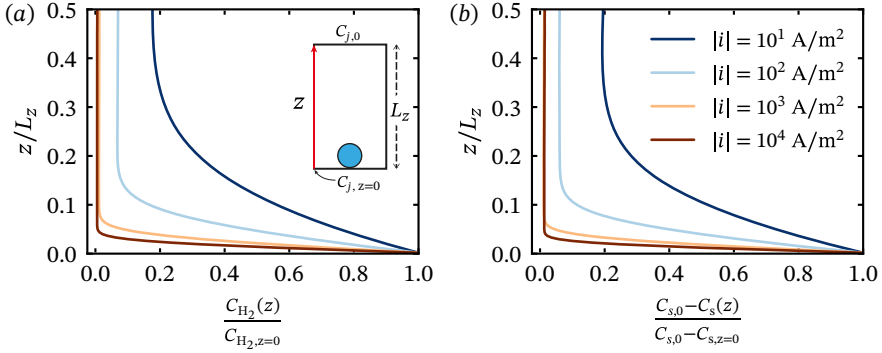 (a)
z/L_z
0.5
0.4
0.3
0.2
0.1
0.0
0.0 0.2 0.4 0.6 0.8 1.0
C_{j,0}
z
L_z
C_{j, z=0}
C_{H_2}(z)
C_{H_2,z=0}
(b)
z/L_z
0.5
0.4
0.3
0.2
0.1
0.0
0.0 0.2 0.4 0.6 0.8 1.0
|i| = 10^1 A/m^2
|i| = 10^2 A/m^2
|i| = 10^3 A/m^2
|i| = 10^4 A/m^2
C_{s,0}−C_s(z)
C_{s,0}−C_{s,z=0}